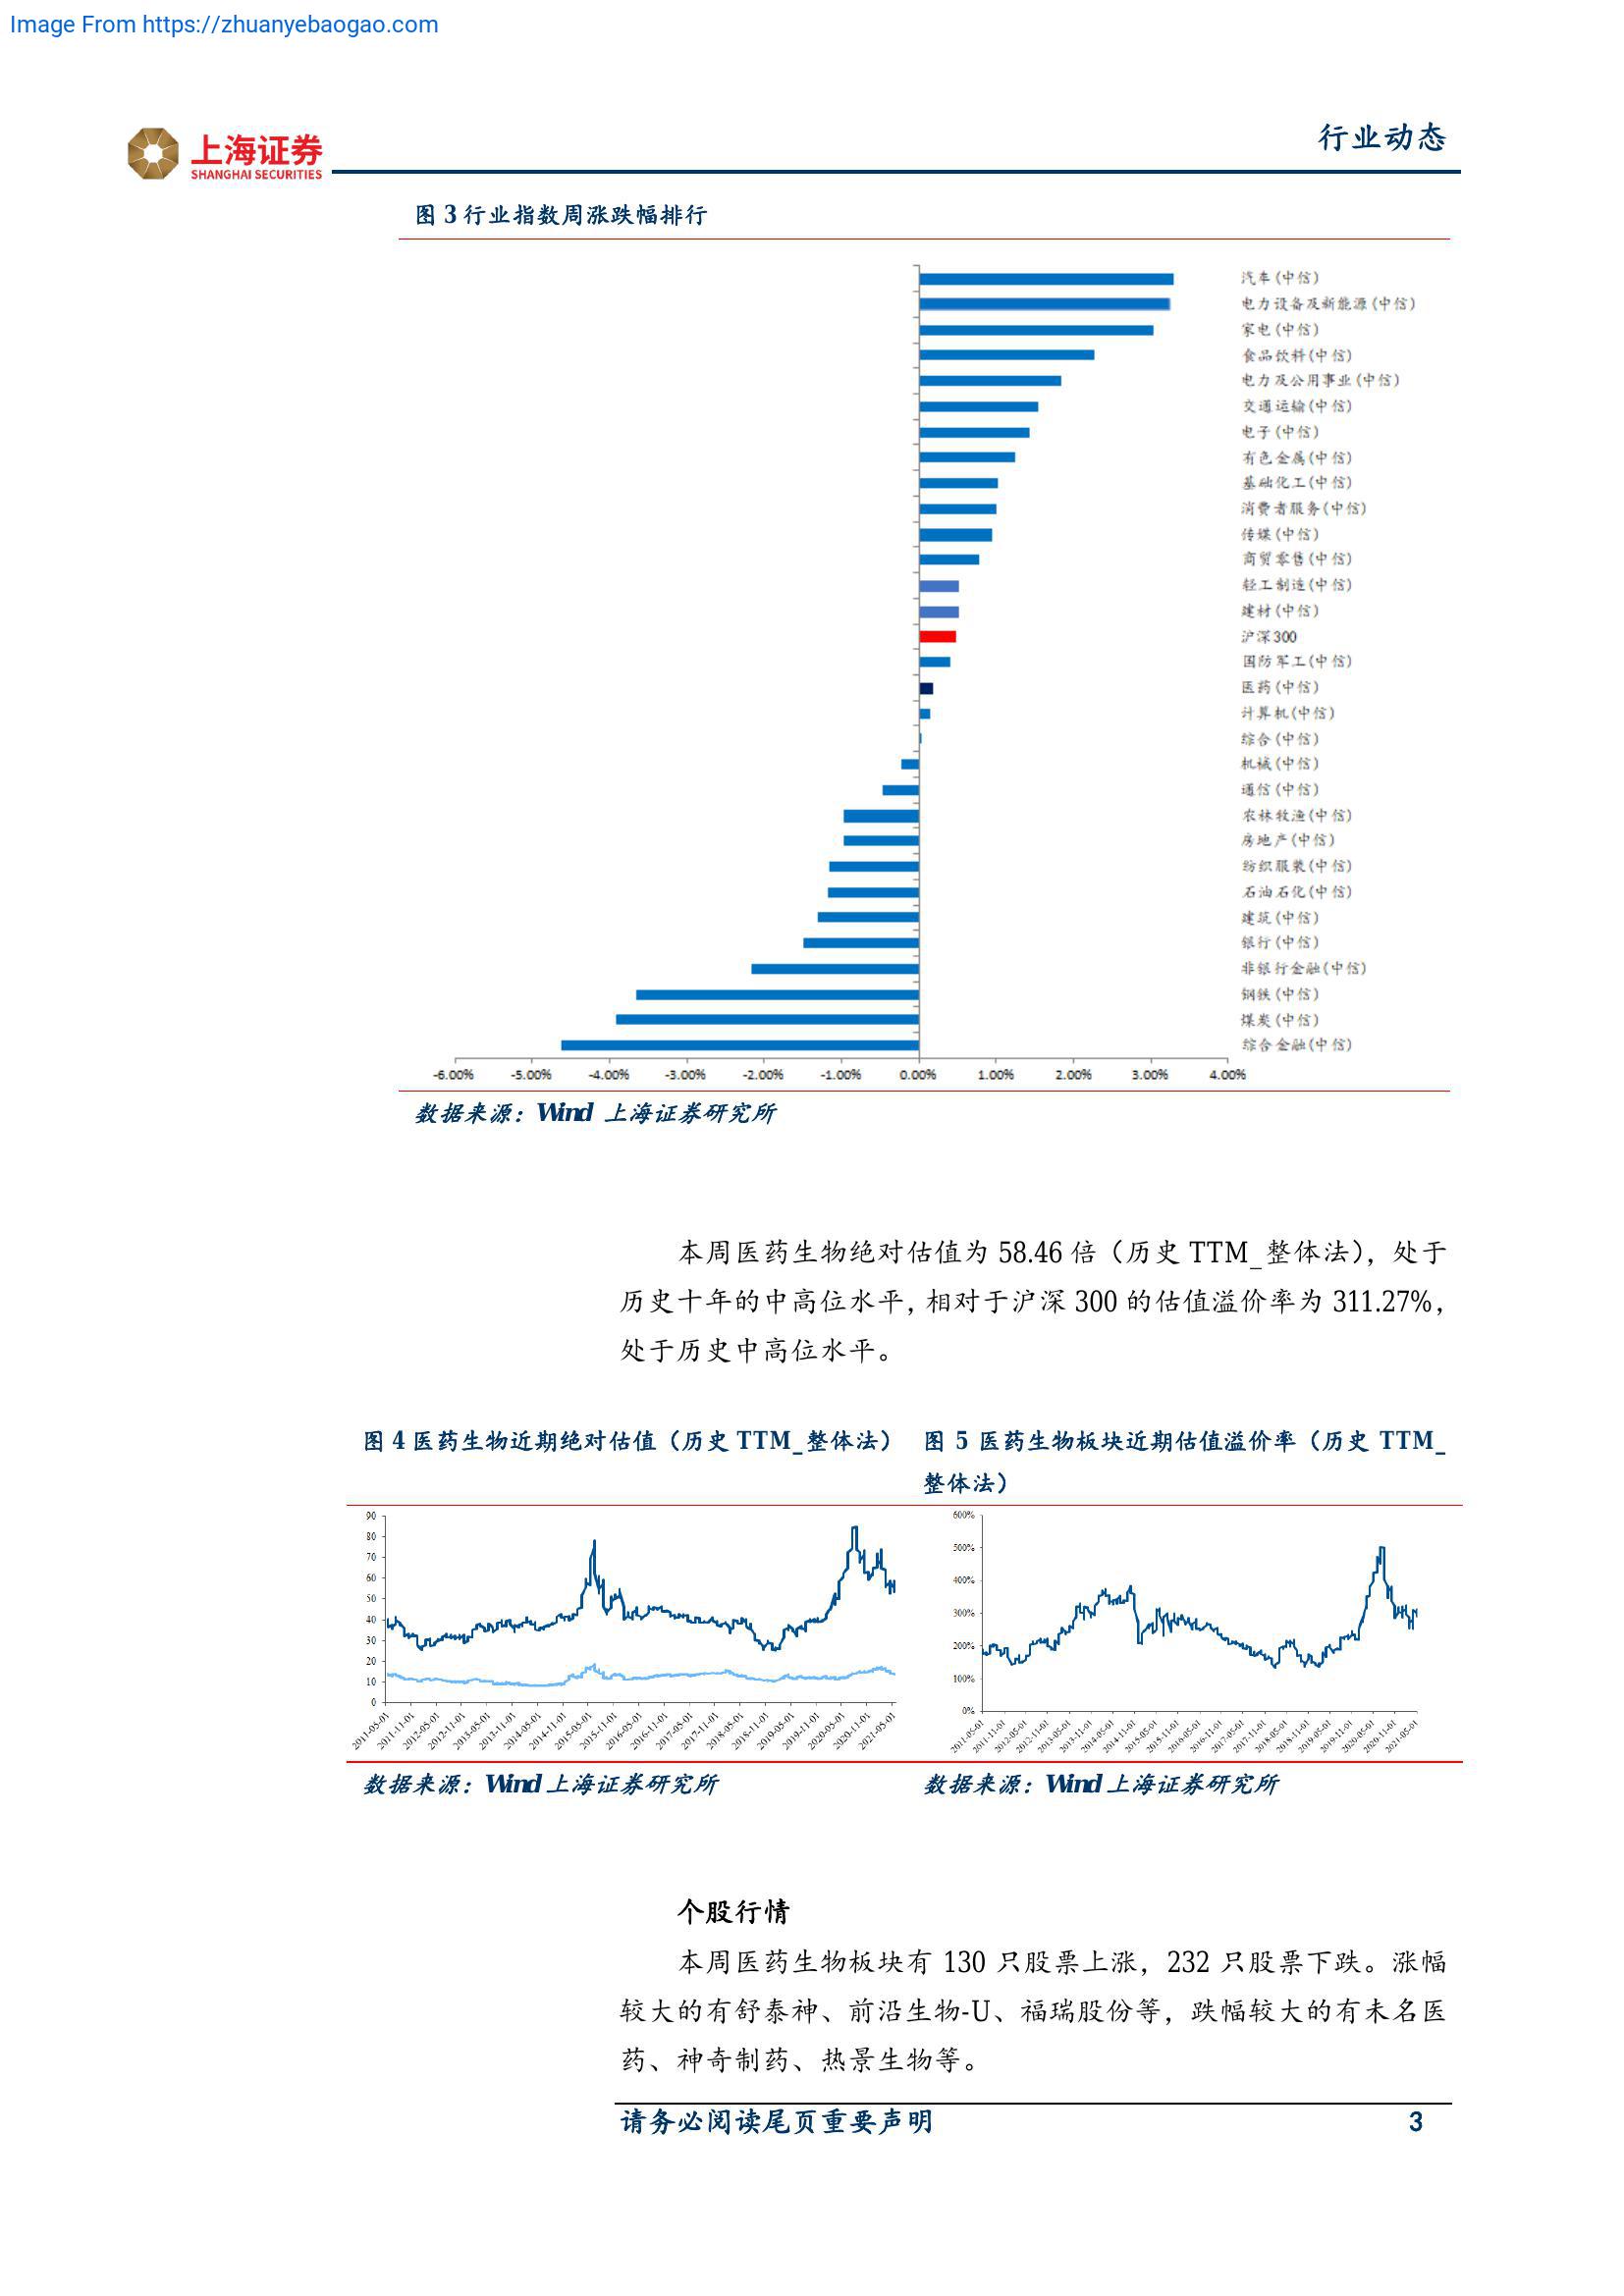 Image From https://zhuanyebaogao.com
上海证券
SHANGHAI SECURITIES
行业动态
图 3 行业指数周涨跌幅排行
汽车(中信)
电力设备及新能源(中信)
家电(中信)
食品饮料(中信)
电力及公用事业(中信)
交通运输(中信)
电子(中信)
有色金属(中信)
基础化工(中信)
消费者服务(中信)
传媒(中信)
商贸零售(中信)
轻工制造(中信)
建材(中信)
沪深300
国防军工(中信)
医药(中信)
计算机(中信)
综合(中信)
机械(中信)
通信(中信)
农林牧渔(中信)
房地产(中信)
纺织服装(中信)
石油石化(中信)
建筑(中信)
银行(中信)
非银行金融(中信)
钢铁(中信)
煤炭(中信)
综合金融(中信)
-6.00% -5.00% -4.00% -3.00% -2.00% -1.00% 0.00% 1.00% 2.00% 3.00% 4.00%
数据来源：Wind 上海证券研究所
本周医药生物绝对估值为 58.46 倍（历史 TTM_整体法），处于
历史十年的中高位水平，相对于沪深 300 的估值溢价率为 311.27%，
处于历史中高位水平。
图 4 医药生物近期绝对估值（历史 TTM_整体法）
90
80
70
60
50
40
30
20
10
0
2011-05-01 2011-11-01 2012-05-01 2012-11-01 2013-05-01 2013-11-01 2014-05-01 2014-11-01 2015-05-01 2015-11-01 2016-05-01 2016-11-01 2017-05-01 2017-11-01 2018-05-01 2018-11-01 2019-05-01 2019-11-01 2020-05-01 2020-11-01 2021-05-01
数据来源：Wind 上海证券研究所
图 5 医药生物板块近期估值溢价率（历史 TTM_
整体法）
600%
500%
400%
300%
200%
100%
0%
2011-05-01 2011-11-01 2012-05-01 2012-11-01 2013-05-01 2013-11-01 2014-05-01 2014-11-01 2015-05-01 2015-11-01 2016-05-01 2016-11-01 2017-05-01 2017-11-01 2018-05-01 2018-11-01 2019-05-01 2019-11-01 2020-05-01 2020-11-01 2021-05-01
数据来源：Wind 上海证券研究所
个股行情
本周医药生物板块有 130 只股票上涨，232 只股票下跌。涨幅
较大的有舒泰神、前沿生物-U、福瑞股份等，跌幅较大的有未名医
药、神奇制药、热景生物等。
请务必阅读尾页重要声明
3